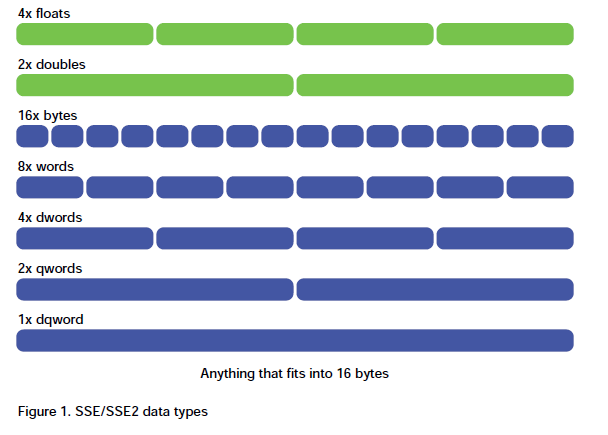 4x floats
2x doubles
16x bytes
8x words
4x dwords
2x qwords
1x dqword
Anything that fits into 16 bytes
Figure 1. SSE/SSE2 data types